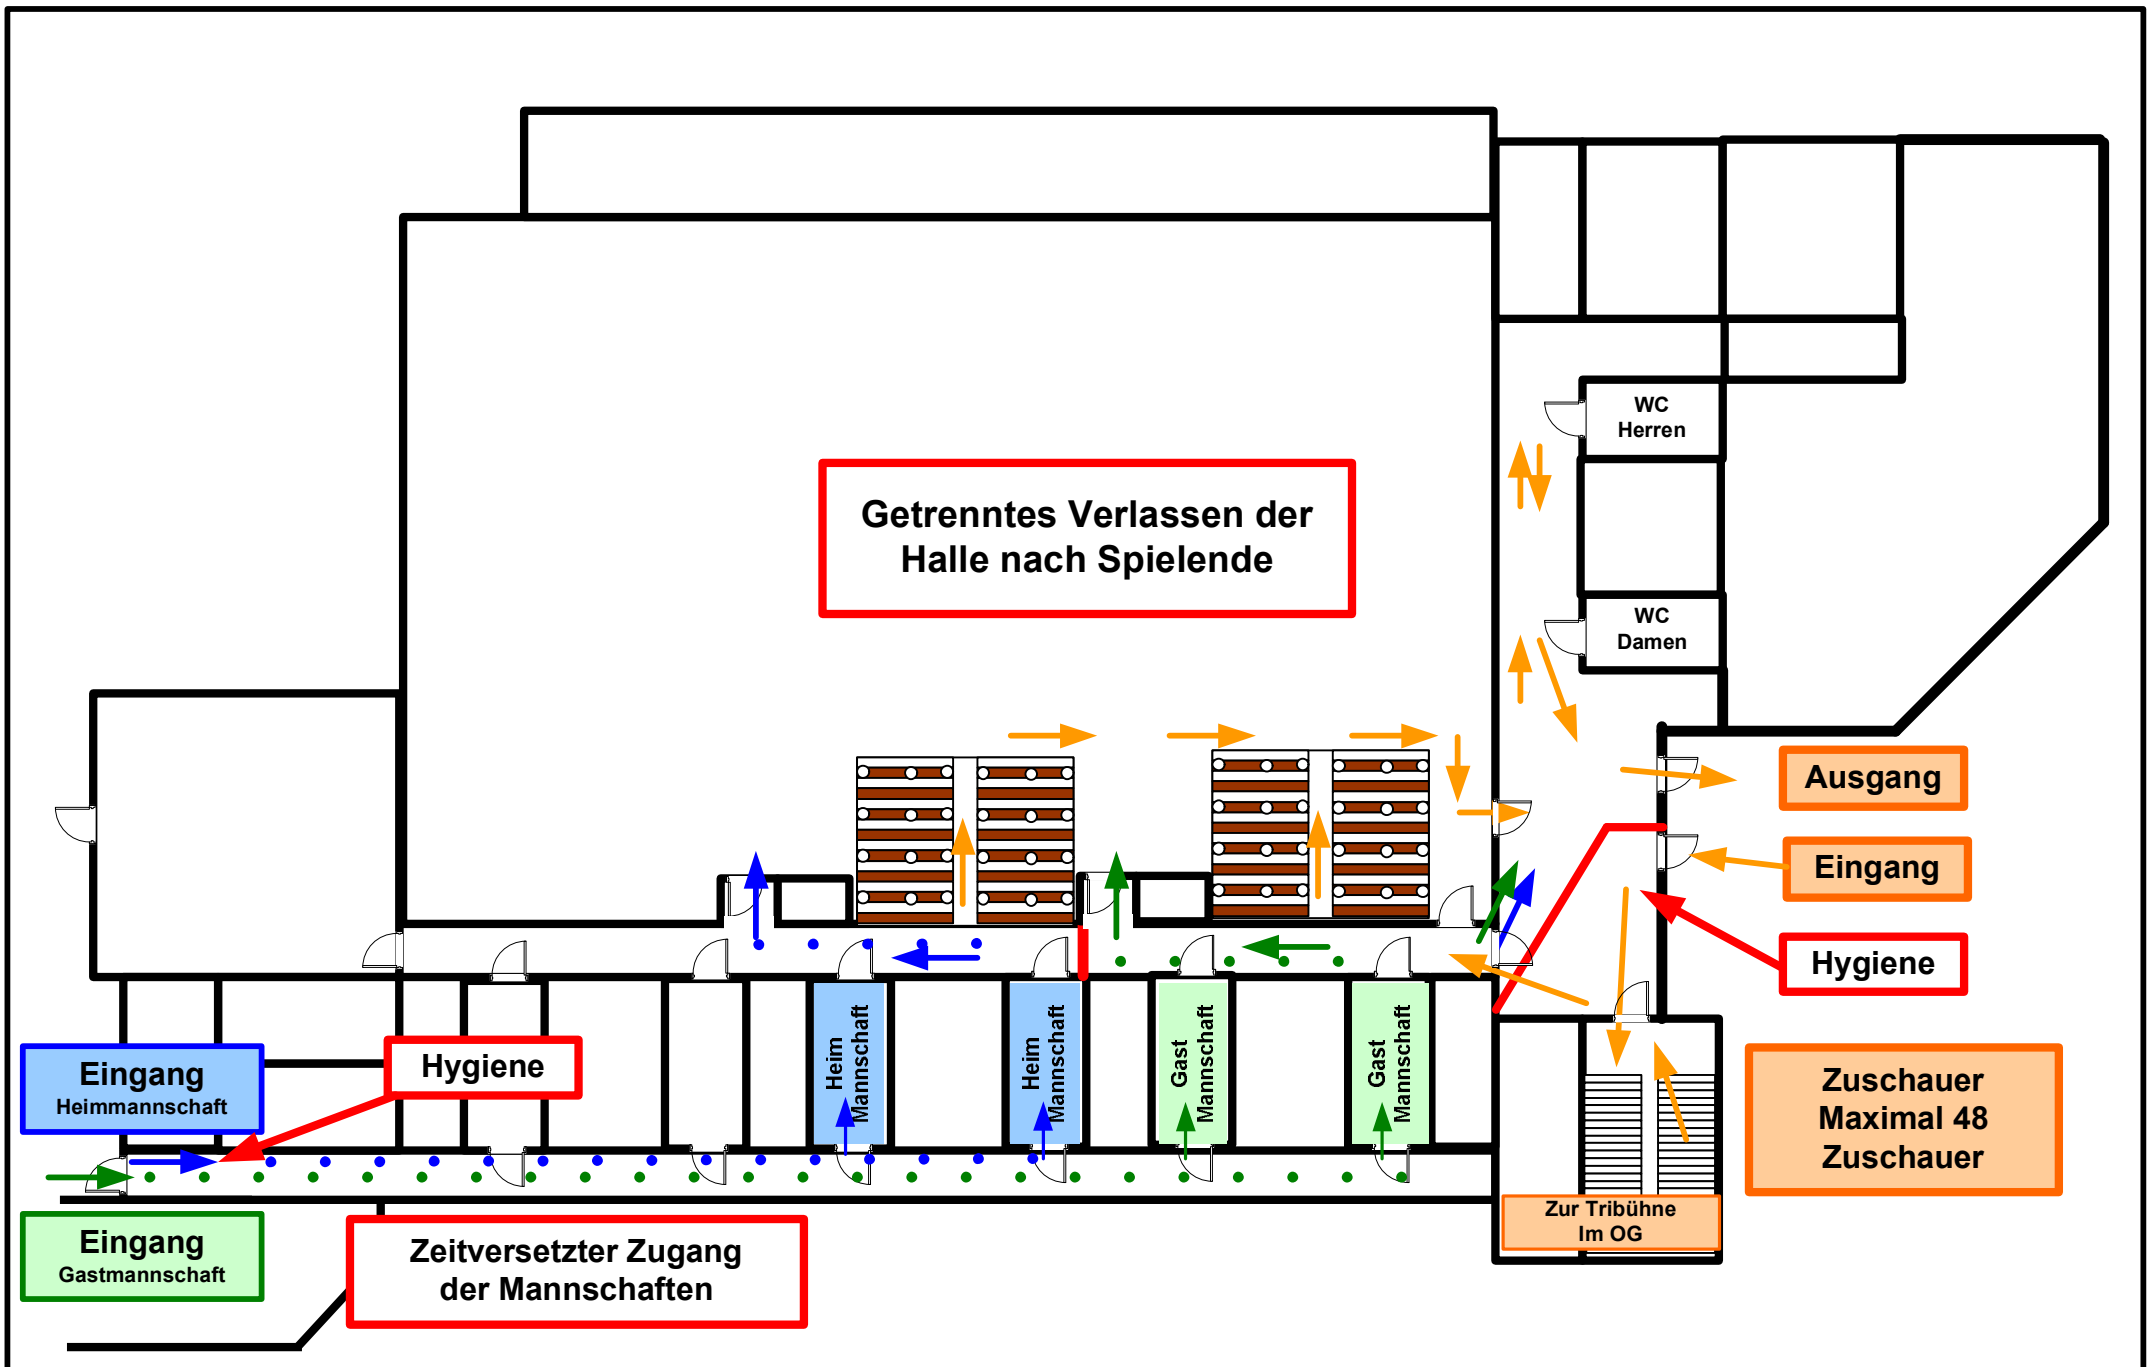 WC
Herren
Getrenntes Verlassen der
Halle nach Spielende
WC
Damen
Ausgang
Eingang
Hygiene
Eingang
Heimmannschaft
Hygiene
Heim
Mannschaft
Heim
Mannschaft
Gast
Mannschaft
Gast
Mannschaft
Zuschauer
Maximal 48
Zuschauer
Eingang
Gastmannschaft
Zeitversetzter Zugang
der Mannschaften
Zur Tribühne
Im OG